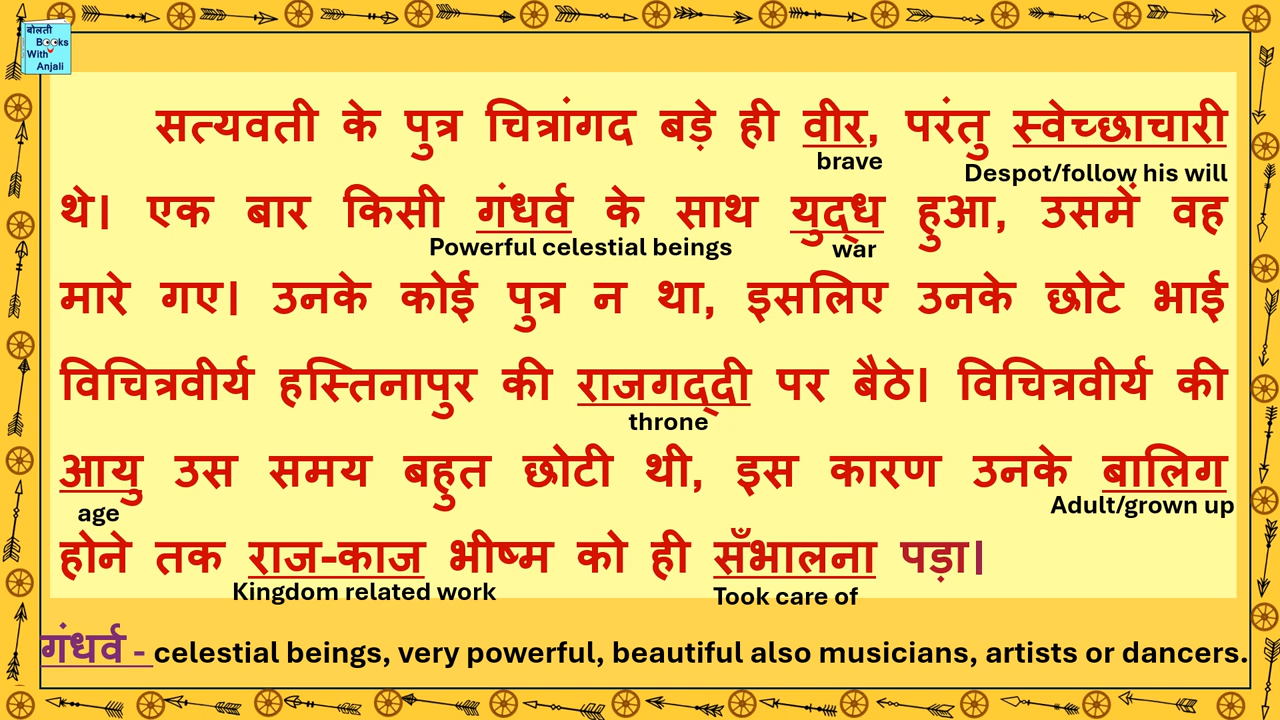 बोलती
Books
With
Anjali
सत्यवती के पुत्र चित्रांगद बड़े ही वीर, परंतु स्वेच्छाचारी
brave Despot/follow his will
थे। एक बार किसी गंधर्व के साथ युद्ध हुआ, उसमें वह
Powerful celestial beings war
मारे गए। उनके कोई पुत्र न था, इसलिए उनके छोटे भाई
विचित्रवीर्य हस्तिनापुर की राजगद्दी पर बैठे। विचित्रवीर्य की
throne
आयु उस समय बहुत छोटी थी, इस कारण उनके बालिग
age Adult/grown up
होने तक राज-काज भीष्म को ही सँभालना पड़ा।
Kingdom related work Took care of
गंधर्व - celestial beings, very powerful, beautiful also musicians, artists or dancers.